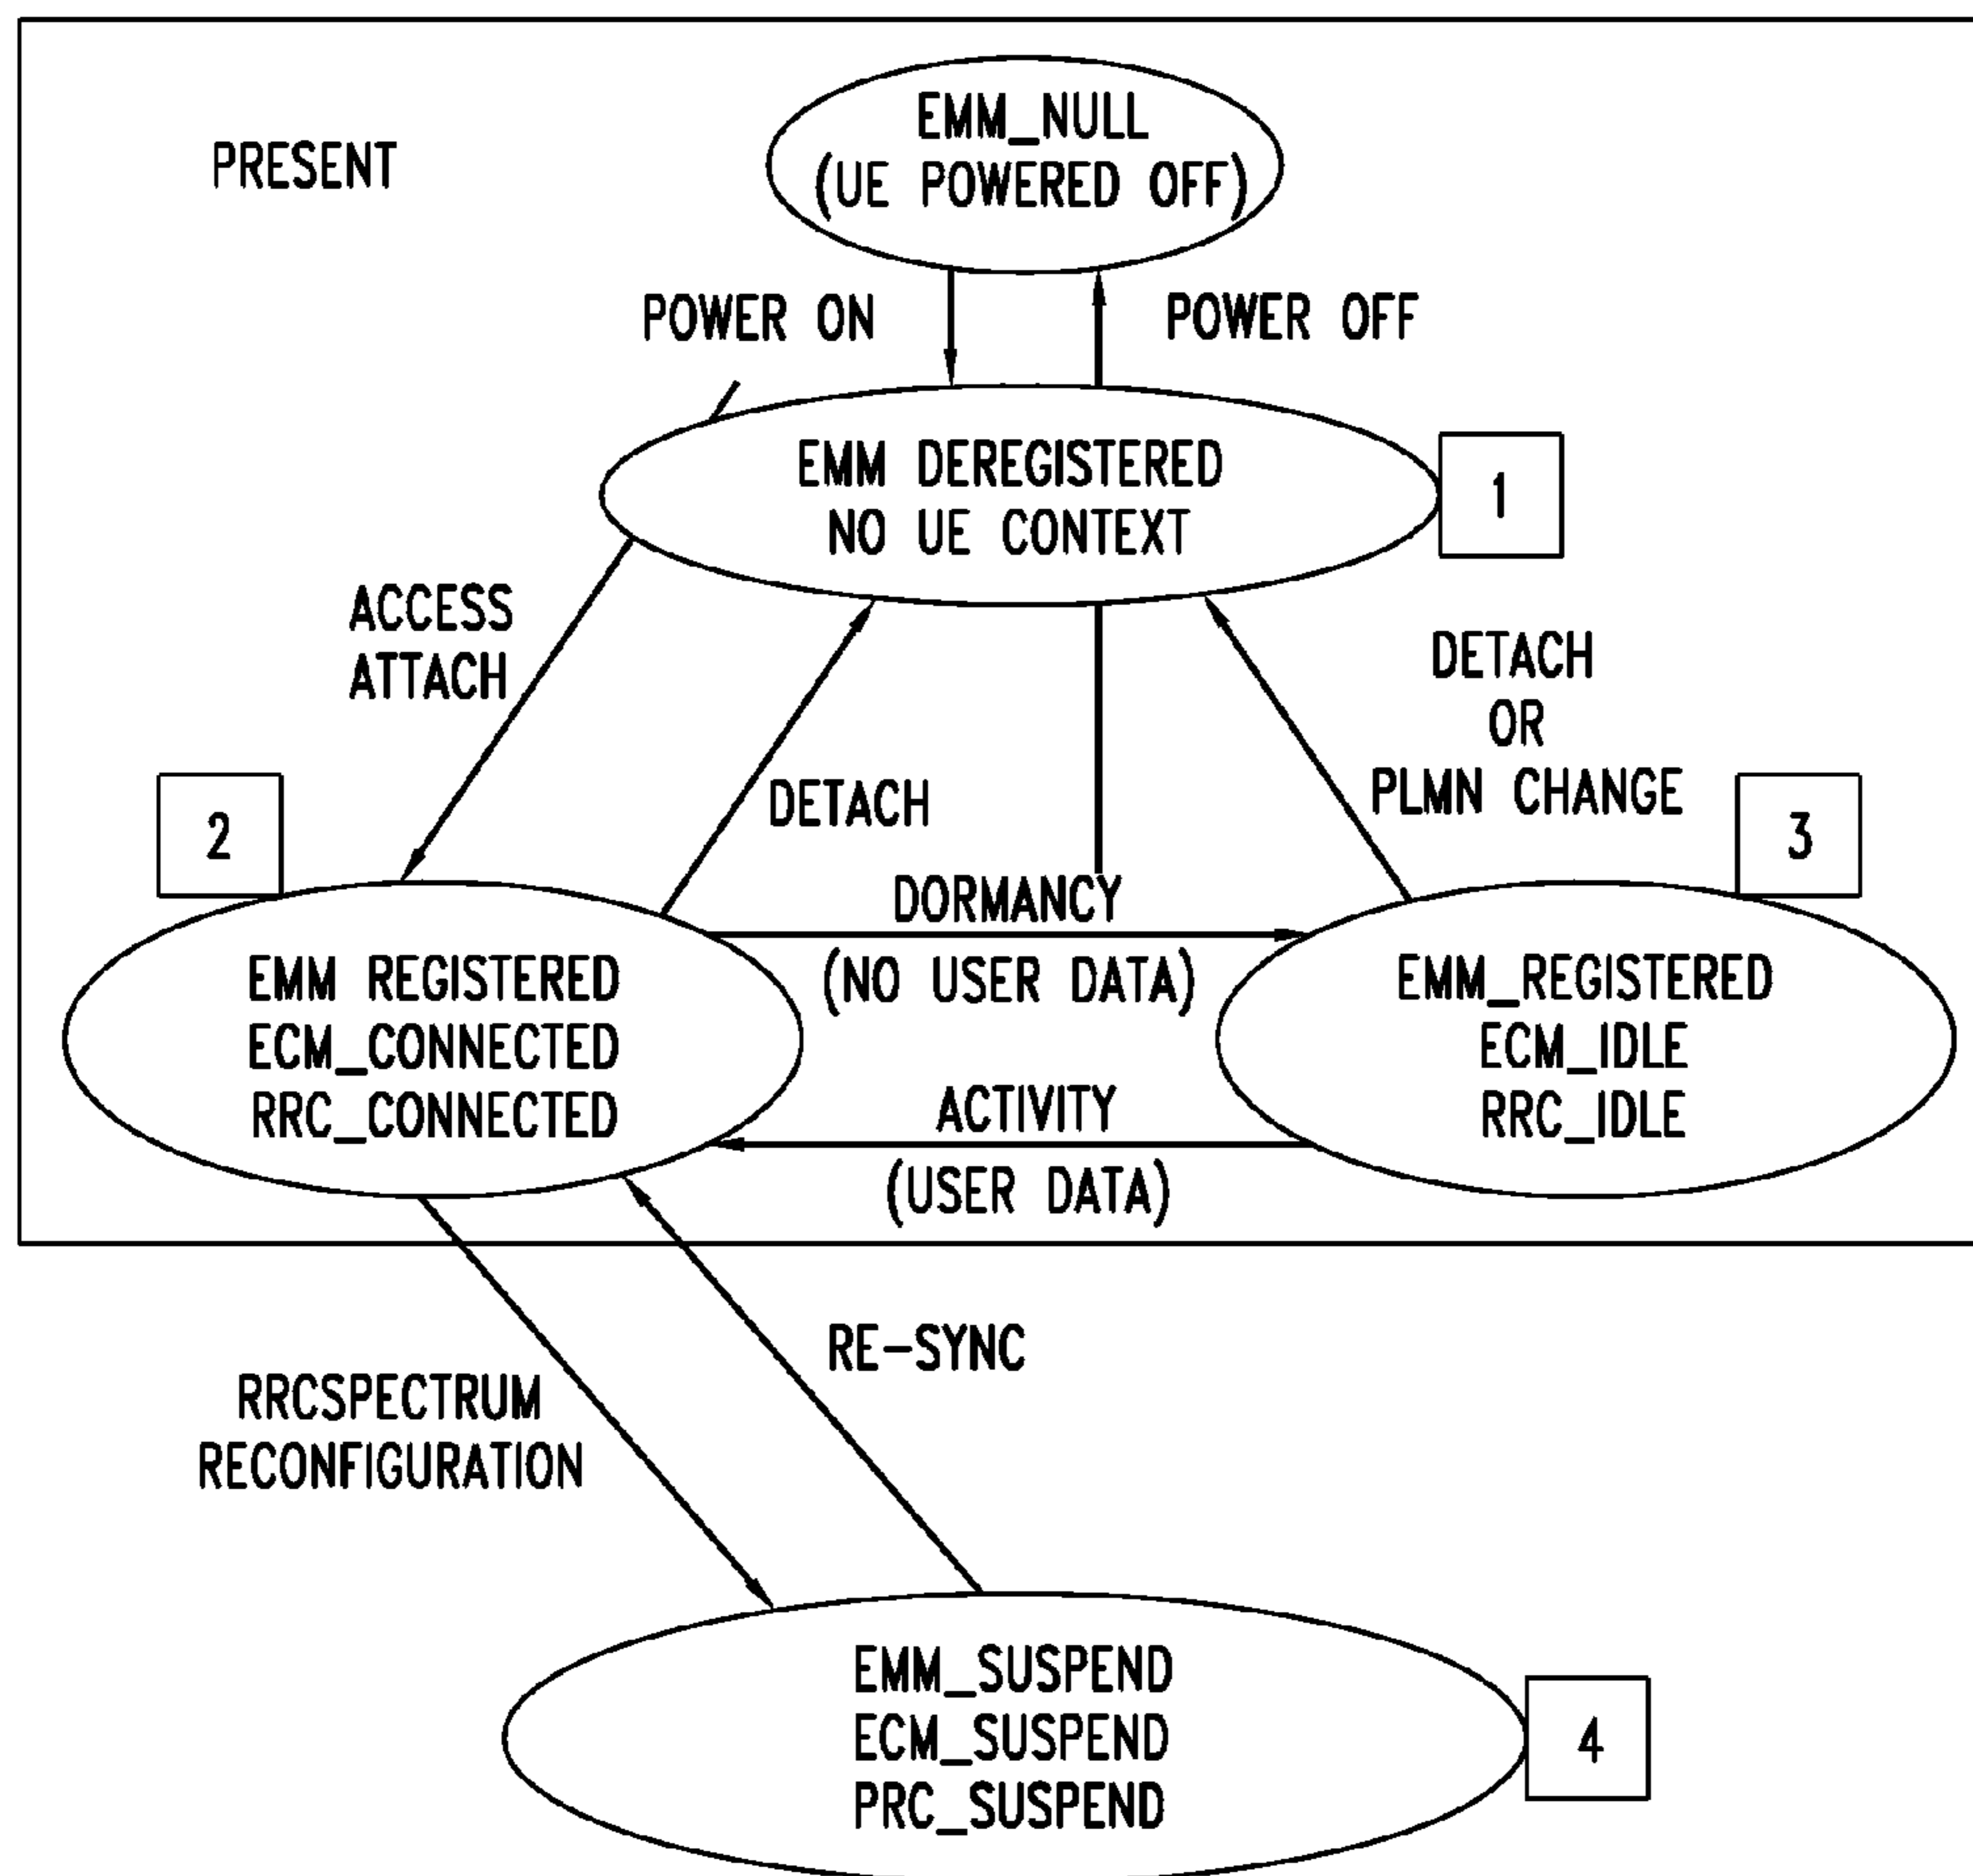 PRESENT
EMM_NULL
(UE POWERED OFF)
POWER ON
POWER OFF
EMM DEREGISTERED
NO UE CONTEXT
1
ACCESS
ATTACH
DETACH
DETACH
OR
PLMN CHANGE
2
3
DORMANCY
(NO USER DATA)
EMM REGISTERED
ECM_CONNECTED
RRC_CONNECTED
EMM_REGISTERED
ECM_IDLE
RRC_IDLE
ACTIVITY
(USER DATA)
RE-SYNC
RRCSPECTRUM
RECONFIGURATION
EMM_SUSPEND
ECM_SUSPEND
PRC_SUSPEND
4